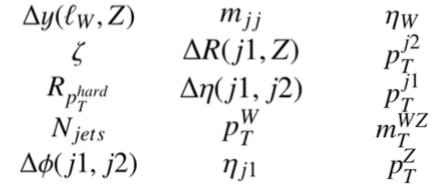 Δy(ℓ_W, Z) m_jj η_W
ζ ΔR(j1, Z) p_T^j2
R_{p_T^hard} Δη(j1, j2) p_T^j1
N_jets p_T^W m_T^WZ
Δϕ(j1, j2) η_j1 p_T^Z